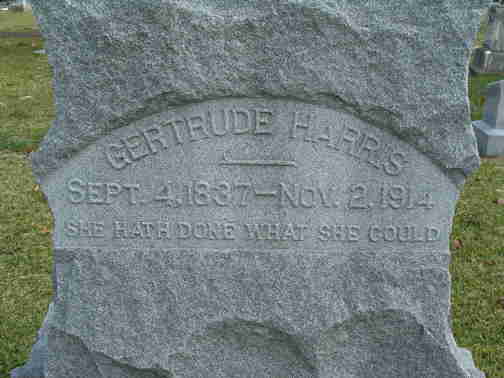 GERTRUDE HARRIS
SEPT. 4, 1837 — NOV. 2, 1914
SHE HATH DONE WHAT SHE COULD